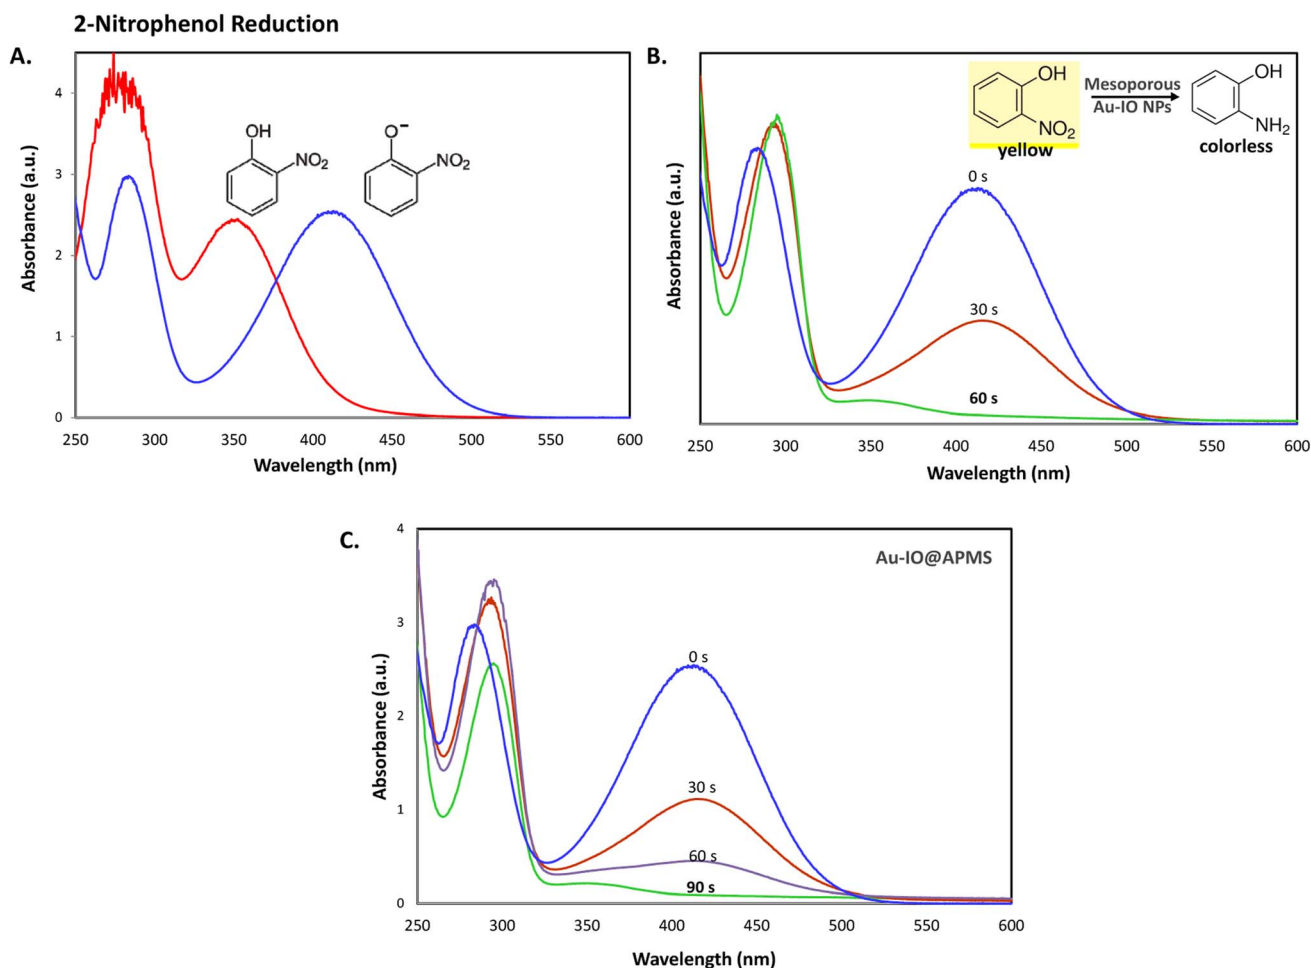 2-Nitrophenol Reduction
A.
Absorbance (a.u.)
4
3
2
1
0
250 300 350 400 450 500 550 600
Wavelength (nm)
OH
NO₂
O⁻
NO₂
B.
Absorbance (a.u.)
250 300 350 400 450 500 550 600
Wavelength (nm)
OH
NO₂
yellow
Mesoporous
Au-IO NPs
OH
NH₂
colorless
0 s
30 s
60 s
C.
Au-IO@APMS
Absorbance (a.u.)
4
3
2
1
0
0 s
30 s
60 s
90 s
250 300 350 400 450 500 550 600
Wavelength (nm)